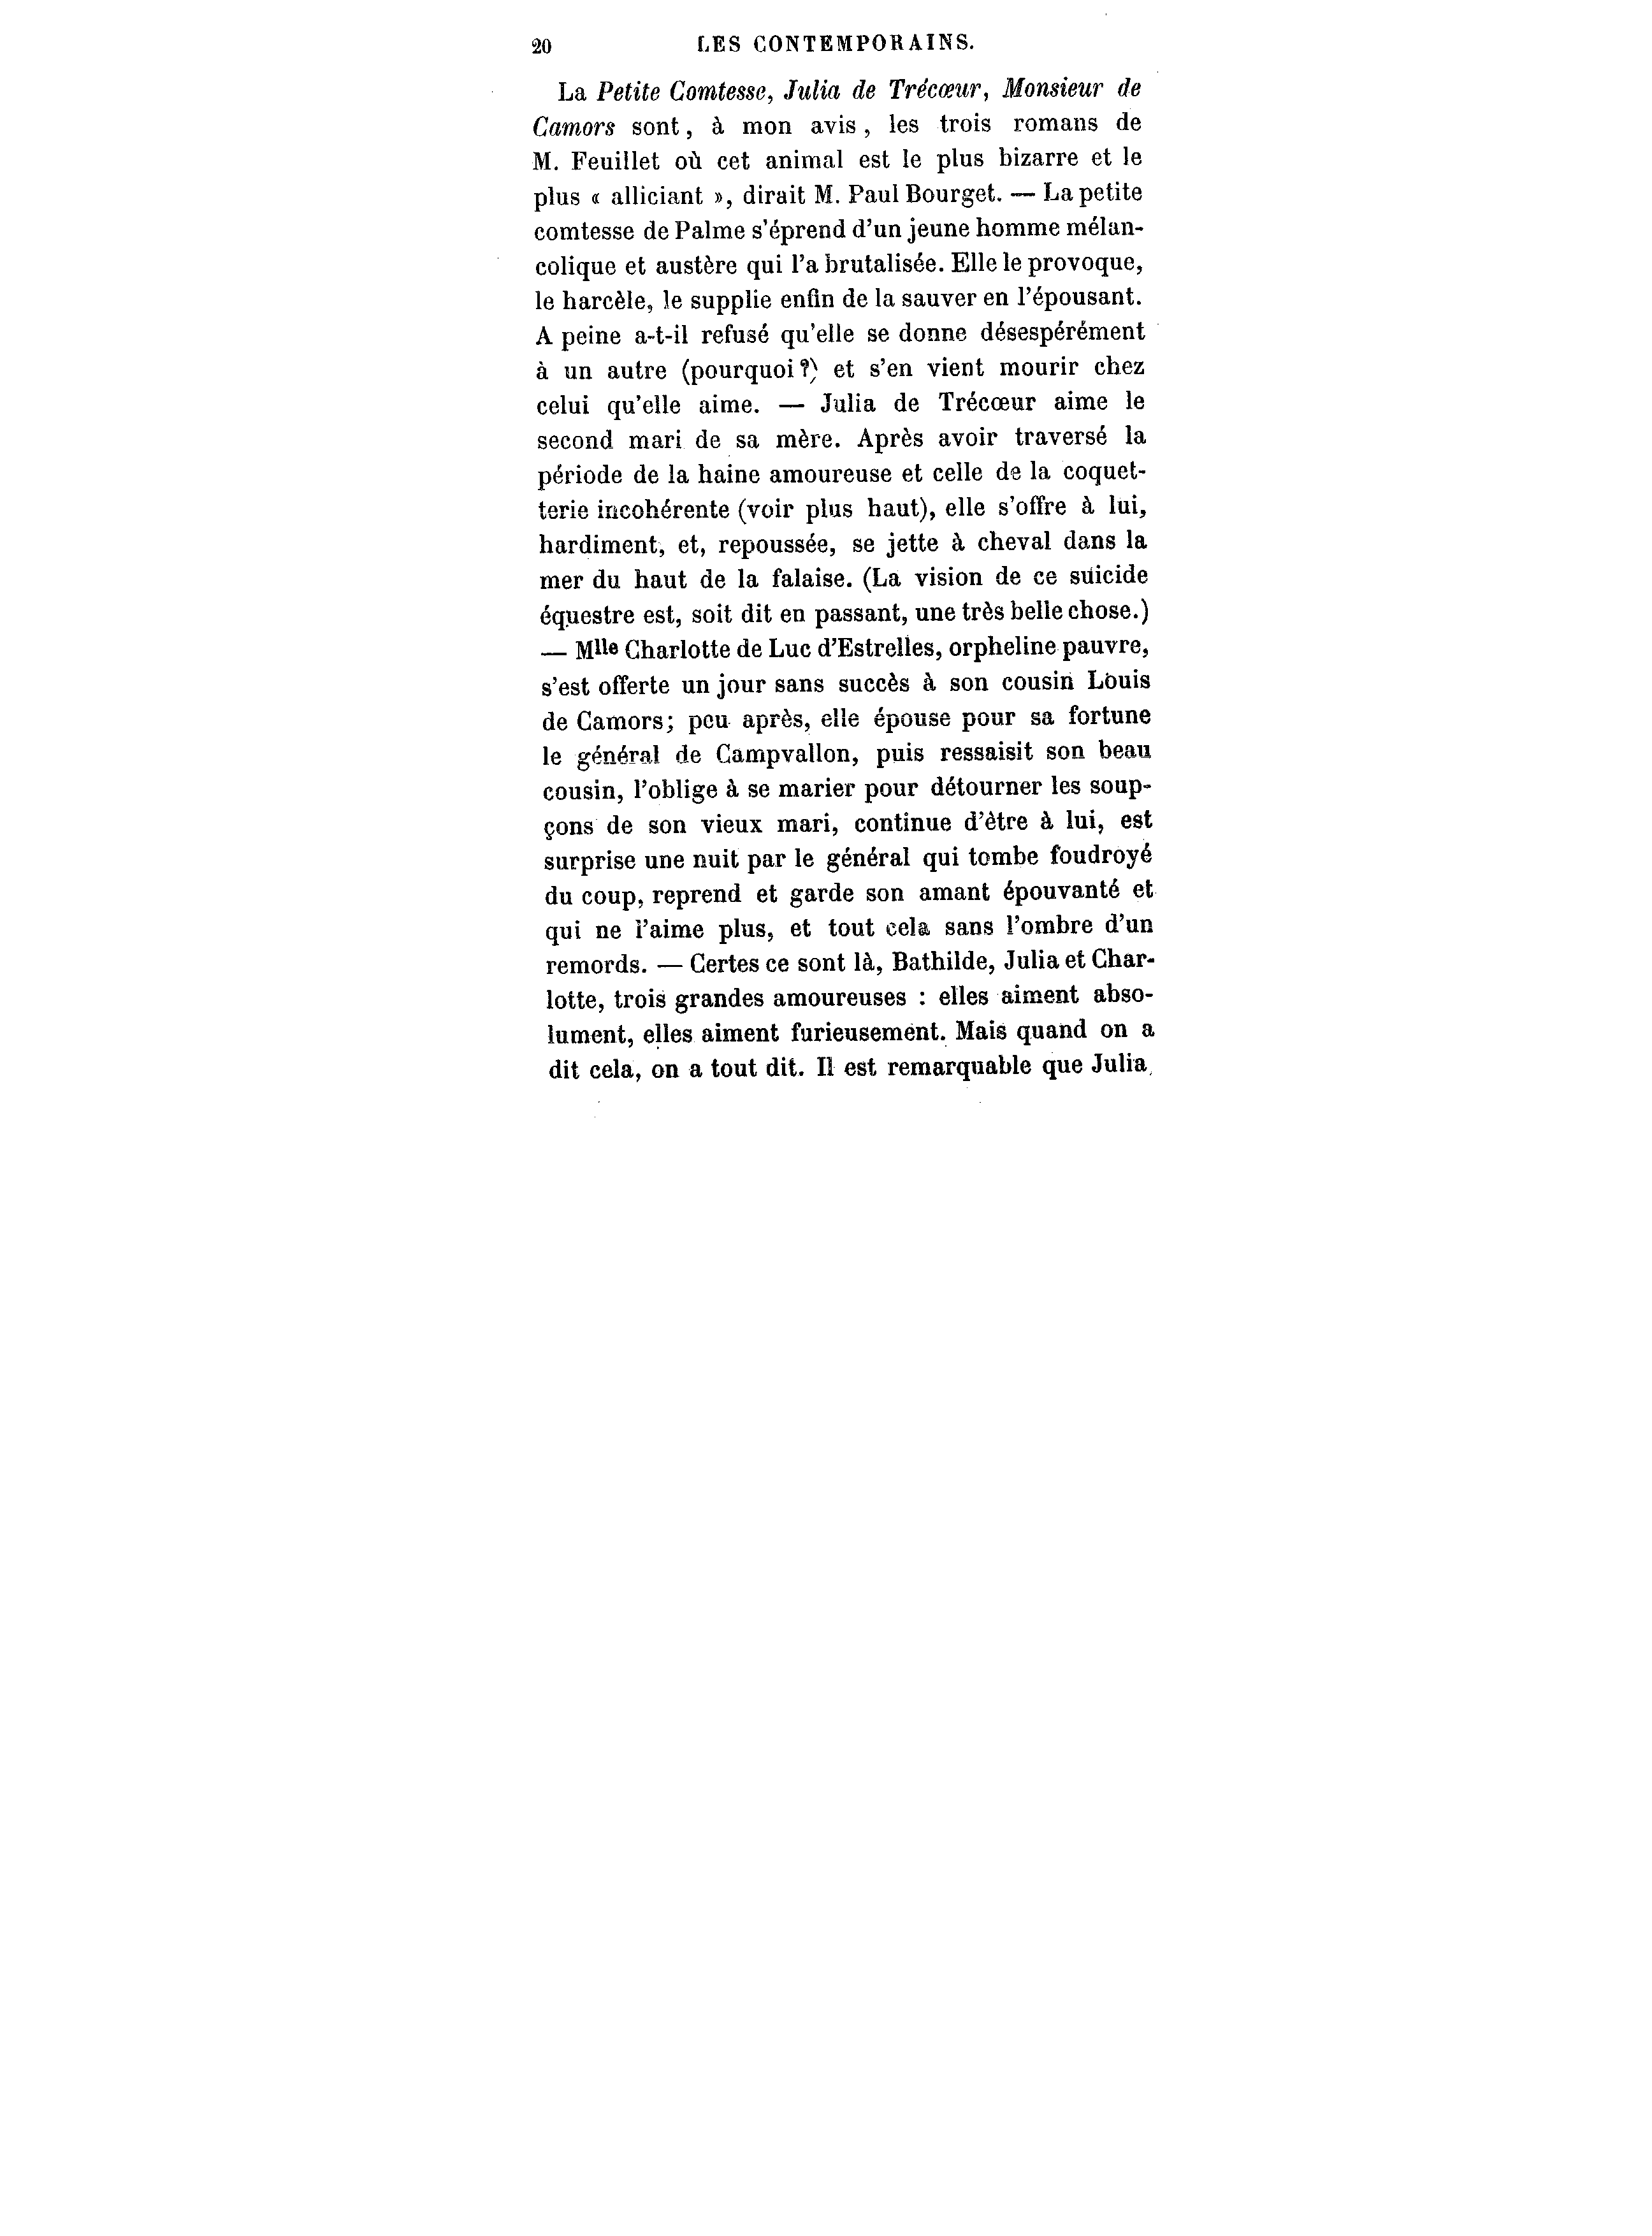 20 LES CONTEMPORAINS.
La Petite Comtesse, Julia de Trécœur, Monsieur de
Camors sont, à mon avis, les trois romans de
M. Feuillet où cet animal est le plus bizarre et le
plus « alliciant », dirait M. Paul Bourget. — La petite
comtesse de Palme s'éprend d'un jeune homme mélan-
colique et austère qui l'a brutalisée. Elle le provoque,
le harcèle, le supplie enfin de la sauver en l'épousant.
A peine a-t-il refusé qu'elle se donne désespérément
à un autre (pourquoi ?) et s'en vient mourir chez
celui qu'elle aime. — Julia de Trécœur aime le
second mari de sa mère. Après avoir traversé la
période de la haine amoureuse et celle de la coquet-
terie incohérente (voir plus haut), elle s'offre à lui,
hardiment, et, repoussée, se jette à cheval dans la
mer du haut de la falaise. (La vision de ce suicide
équestre est, soit dit en passant, une très belle chose.)
— Mlle Charlotte de Luc d'Estrelles, orpheline pauvre,
s'est offerte un jour sans succès à son cousin Louis
de Camors; peu après, elle épouse pour sa fortune
le général de Campvallon, puis ressaisit son beau
cousin, l'oblige à se marier pour détourner les soup-
çons de son vieux mari, continue d'être à lui, est
surprise une nuit par le général qui tombe foudroyé
du coup, reprend et garde son amant épouvanté et
qui ne l'aime plus, et tout cela sans l'ombre d'un
remords. — Certes ce sont là, Bathilde, Julia et Char-
lotte, trois grandes amoureuses : elles aiment abso-
lument, elles aiment furieusement. Mais quand on a
dit cela, on a tout dit. Il est remarquable que Julia